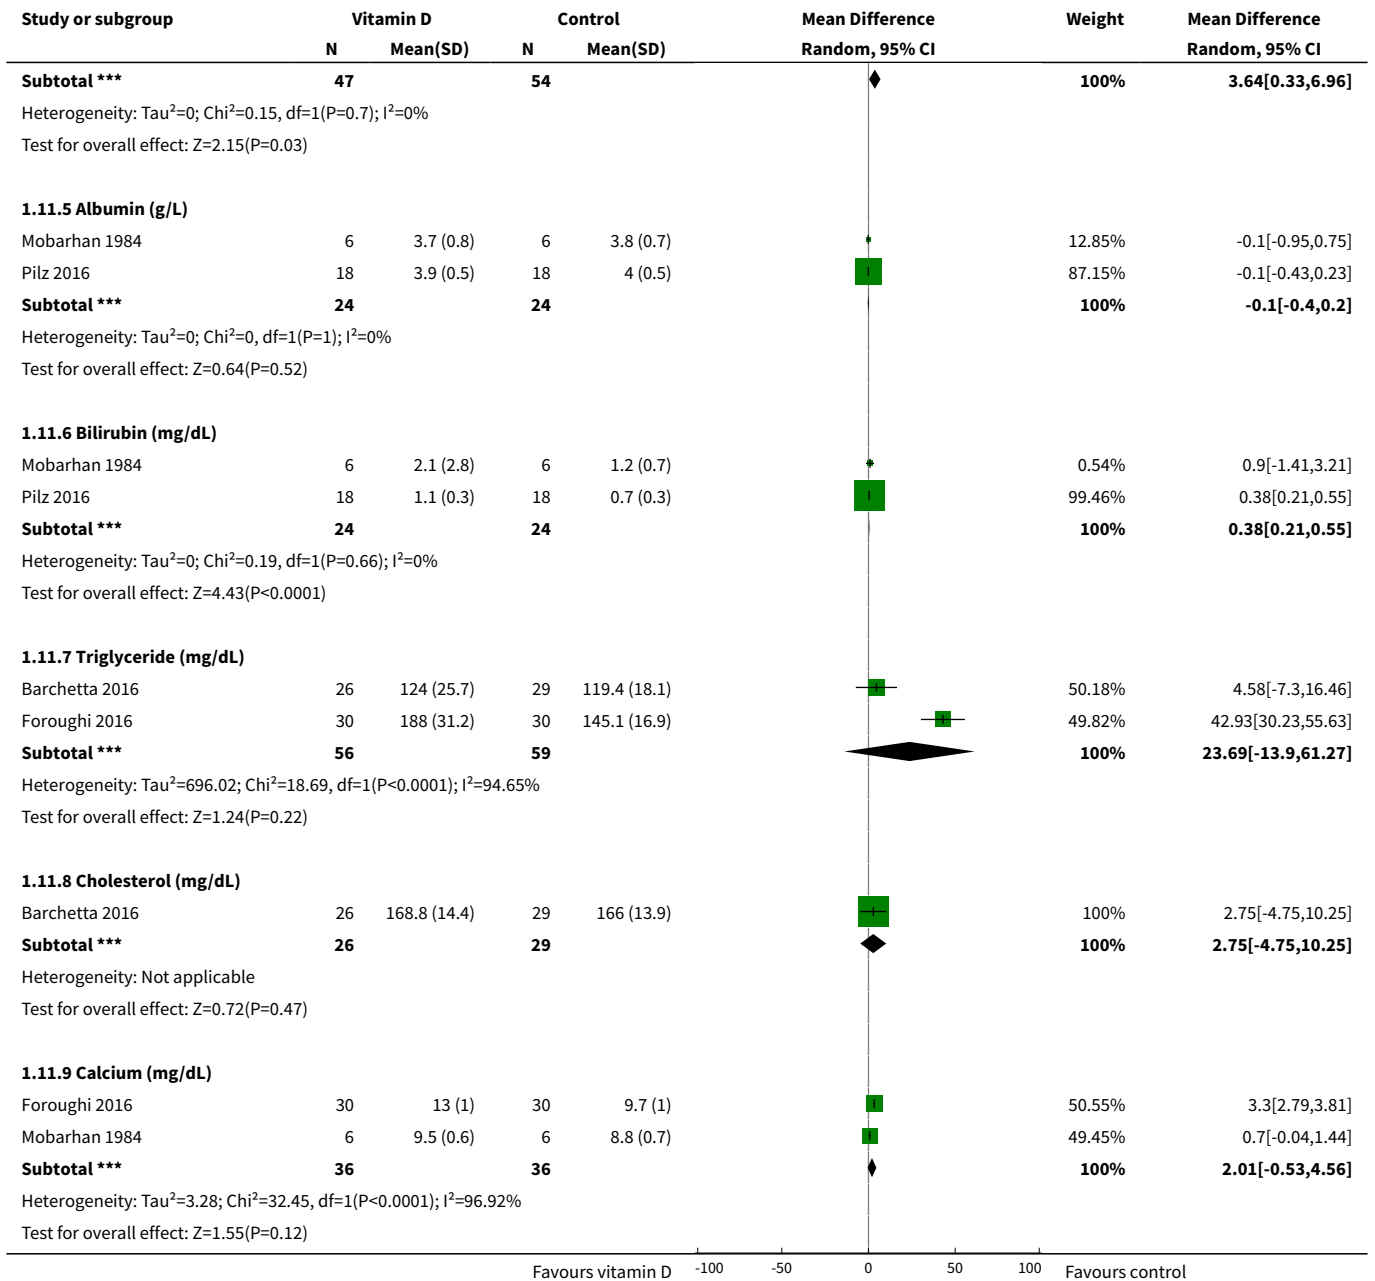 Study or subgroup Vitamin D Control Mean Difference Weight Mean Difference
N Mean(SD) N Mean(SD) Random, 95% CI Random, 95% CI
Subtotal *** 47 54 100% 3.64[0.33,6.96]
Heterogeneity: Tau²=0; Chi²=0.15, df=1(P=0.7); I²=0%
Test for overall effect: Z=2.15(P=0.03)
1.11.5 Albumin (g/L)
Mobarhan 1984 6 3.7 (0.8) 6 3.8 (0.7) 12.85% -0.1[-0.95,0.75]
Pilz 2016 18 3.9 (0.5) 18 4 (0.5) 87.15% -0.1[-0.43,0.23]
Subtotal *** 24 24 100% -0.1[-0.4,0.2]
Heterogeneity: Tau²=0; Chi²=0, df=1(P=1); I²=0%
Test for overall effect: Z=0.64(P=0.52)
1.11.6 Bilirubin (mg/dL)
Mobarhan 1984 6 2.1 (2.8) 6 1.2 (0.7) 0.54% 0.9[-1.41,3.21]
Pilz 2016 18 1.1 (0.3) 18 0.7 (0.3) 99.46% 0.38[0.21,0.55]
Subtotal *** 24 24 100% 0.38[0.21,0.55]
Heterogeneity: Tau²=0; Chi²=0.19, df=1(P=0.66); I²=0%
Test for overall effect: Z=4.43(P<0.0001)
1.11.7 Triglyceride (mg/dL)
Barchetta 2016 26 124 (25.7) 29 119.4 (18.1) 50.18% 4.58[-7.3,16.46]
Foroughi 2016 30 188 (31.2) 30 145.1 (16.9) 49.82% 42.93[30.23,55.63]
Subtotal *** 56 59 100% 23.69[-13.9,61.27]
Heterogeneity: Tau²=696.02; Chi²=18.69, df=1(P<0.0001); I²=94.65%
Test for overall effect: Z=1.24(P=0.22)
1.11.8 Cholesterol (mg/dL)
Barchetta 2016 26 168.8 (14.4) 29 166 (13.9) 100% 2.75[-4.75,10.25]
Subtotal *** 26 29 100% 2.75[-4.75,10.25]
Heterogeneity: Not applicable
Test for overall effect: Z=0.72(P=0.47)
1.11.9 Calcium (mg/dL)
Foroughi 2016 30 13 (1) 30 9.7 (1) 50.55% 3.3[2.79,3.81]
Mobarhan 1984 6 9.5 (0.6) 6 8.8 (0.7) 49.45% 0.7[-0.04,1.44]
Subtotal *** 36 36 100% 2.01[-0.53,4.56]
Heterogeneity: Tau²=3.28; Chi²=32.45, df=1(P<0.0001); I²=96.92%
Test for overall effect: Z=1.55(P=0.12)
Favours vitamin D -100 -50 0 50 100 Favours control